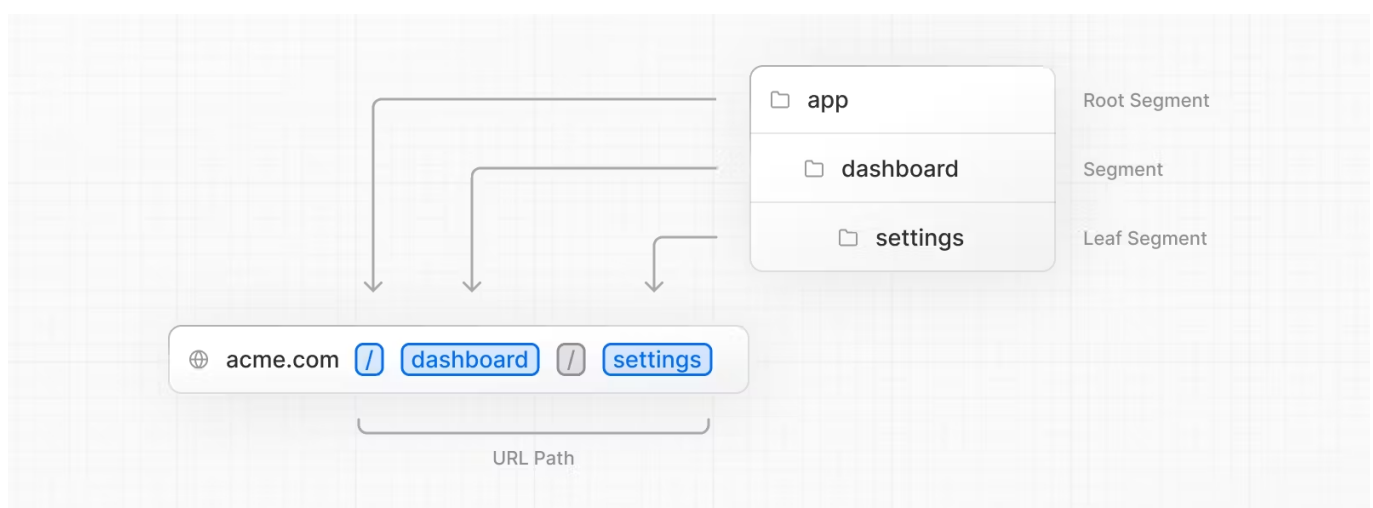 app
Root Segment
dashboard
Segment
settings
Leaf Segment
acme.com / dashboard / settings
URL Path